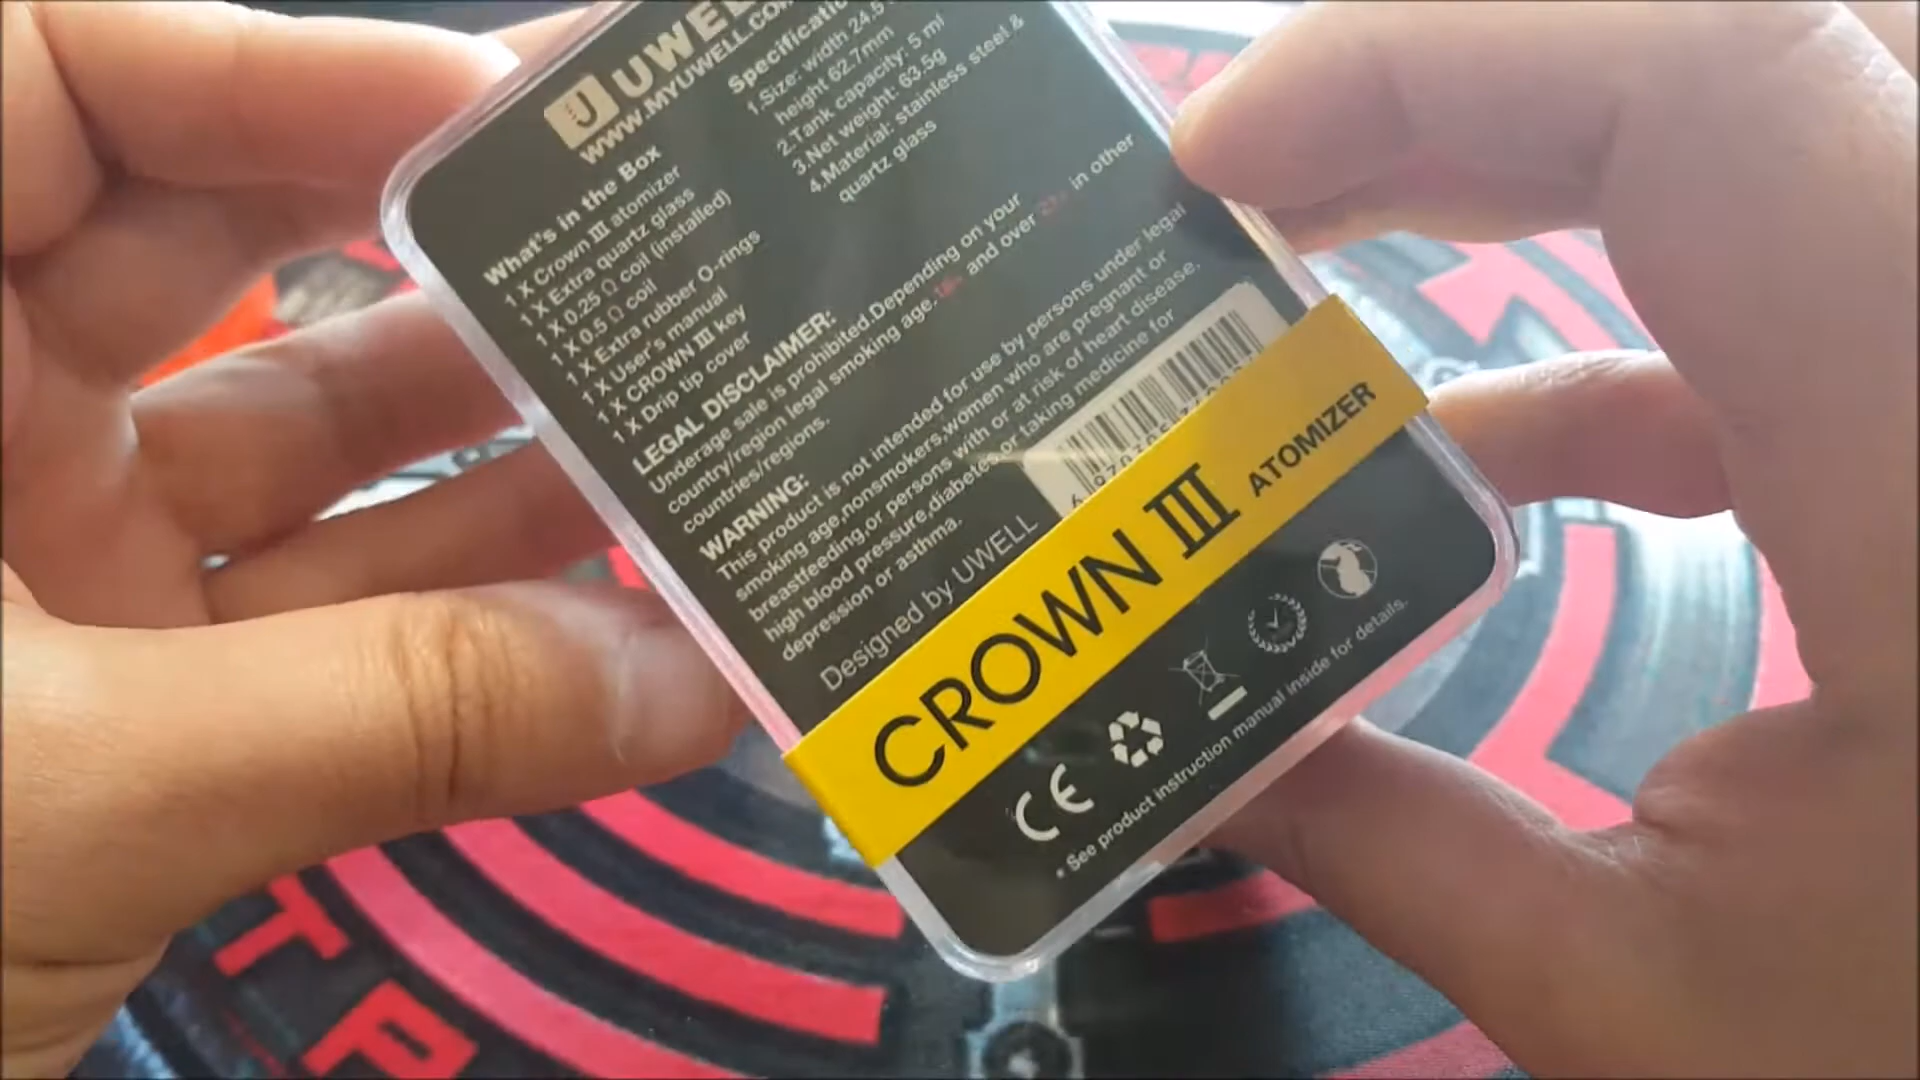 UWELL
WWW.MYUWELL.COM
What's in the Box
1 X Crown III atomizer
1 X Extra quartz glass
1 X 0.25 Ω coil (installed)
1 X 0.5 Ω coil
1 X Extra rubber O-rings
1 X User's manual
1 X CROWN III key
1 X Drip tip cover
1.Size: width 24.5
height 62.7mm
2.Tank capacity: 5 ml
3.Net weight: 63.5g
4.Material: stainless steel &
quartz glass
LEGAL DISCLAIMER:
Underage sale is prohibited.Depending on your
country/region legal smoking age. 18+ and over 21+ in other
countries/regions.
WARNING:
This product is not intended for use by persons under legal
smoking age,nonsmokers,women who are pregnant or
breastfeeding,or persons with or at risk of heart disease,
high blood pressure,diabetes,or taking medicine for
depression or asthma.
Designed by UWELL
CROWN III ATOMIZER
CE
• See product instruction manual inside for details.
T P